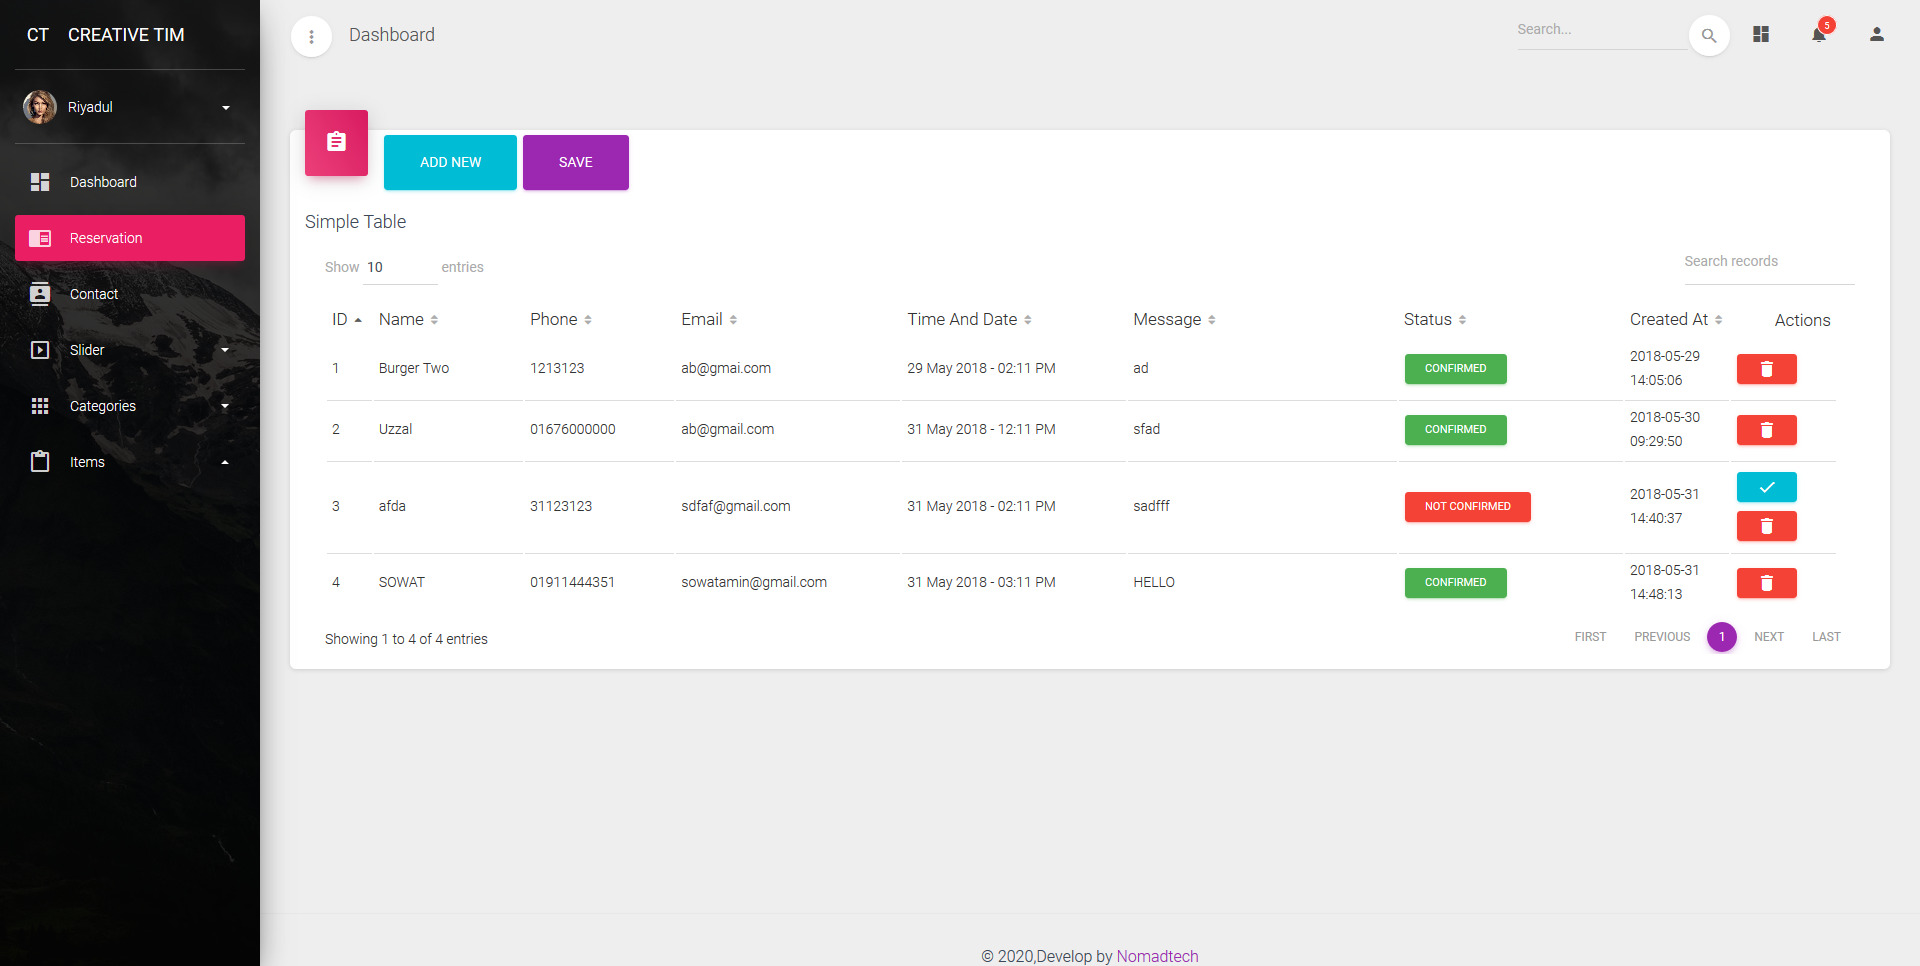 CT CREATIVE TIM
Riyadul
Dashboard
Reservation
Contact
Slider
Categories
Items
Dashboard
Search...
5
ADD NEW SAVE
Simple Table
Show 10 entries
Search records
ID Name Phone Email Time And Date Message Status Created At Actions
1 Burger Two 1213123 ab@gmai.com 29 May 2018 - 02:11 PM ad CONFIRMED 2018-05-29
14:05:06
2 Uzzal 01676000000 ab@gmail.com 31 May 2018 - 12:11 PM sfad CONFIRMED 2018-05-30
09:29:50
3 afda 31123123 sdfaf@gmail.com 31 May 2018 - 02:11 PM sadfff NOT CONFIRMED 2018-05-31
14:40:37
4 SOWAT 01911444351 sowatamin@gmail.com 31 May 2018 - 03:11 PM HELLO CONFIRMED 2018-05-31
14:48:13
Showing 1 to 4 of 4 entries
FIRST PREVIOUS 1 NEXT LAST
© 2020,Develop by Nomadtech